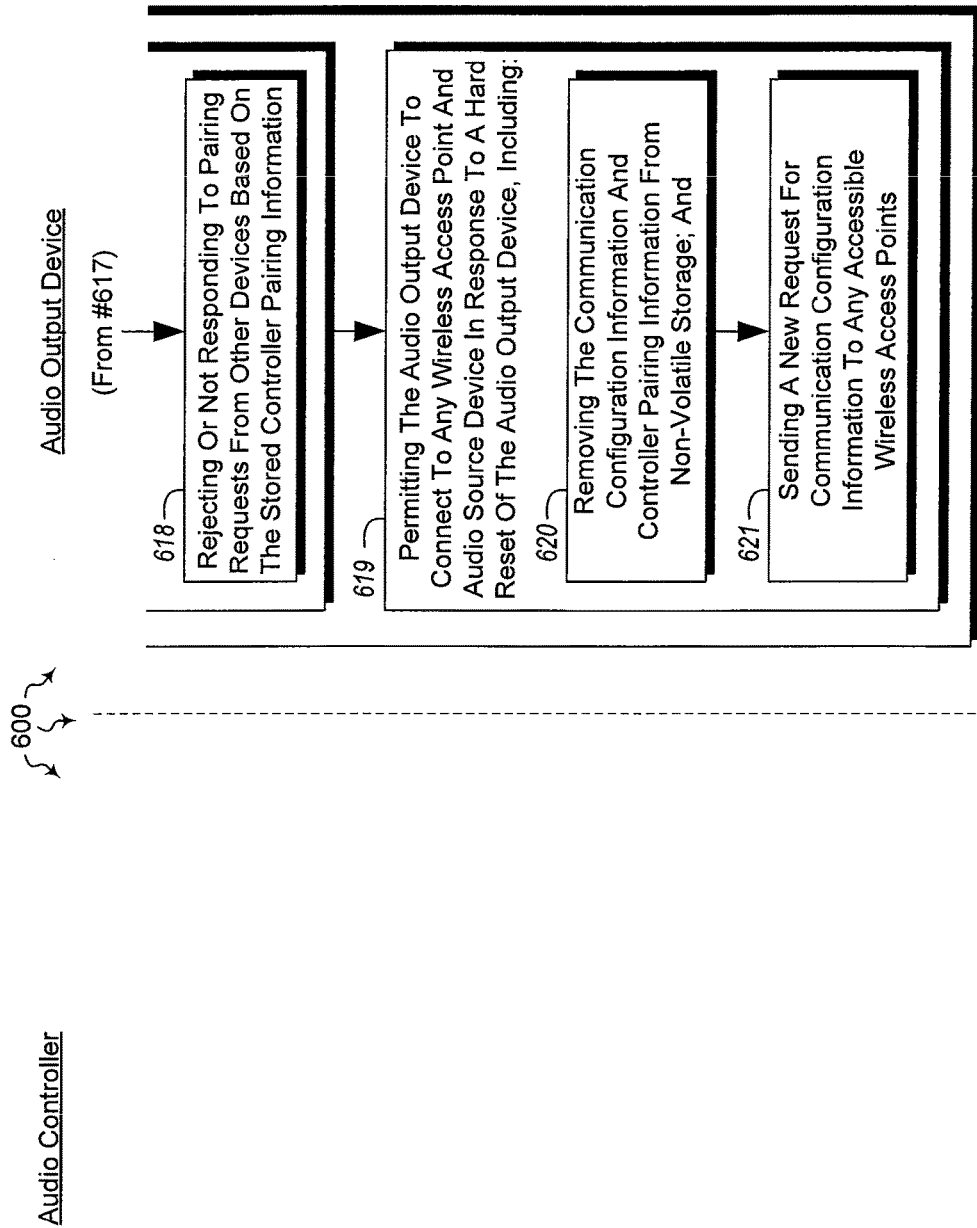 600
Audio Controller
Audio Output Device
(From #617)
618
Rejecting Or Not Responding To Pairing
Requests From Other Devices Based On
The Stored Controller Pairing Information
619
Permitting The Audio Output Device To
Connect To Any Wireless Access Point And
Audio Source Device In Response To A Hard
Reset Of The Audio Output Device, Including:
620
Removing The Communication
Configuration Information And
Controller Pairing Information From
Non-Volatile Storage; And
621
Sending A New Request For
Communication Configuration
Information To Any Accessible
Wireless Access Points